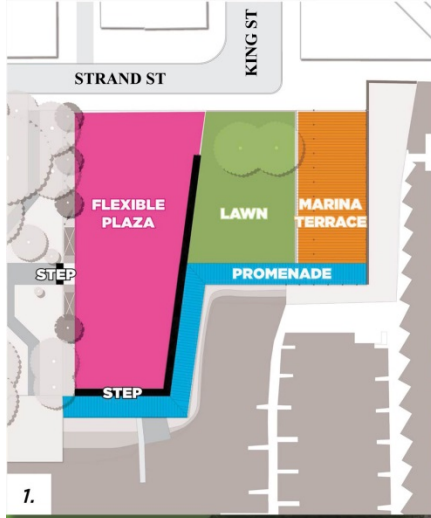 KING ST
STRAND ST
FLEXIBLE
PLAZA
LAWN
MARINA
TERRACE
STEP
PROMENADE
STEP
1.